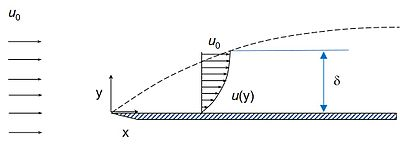 u₀
u₀
δ
y
u(y)
x